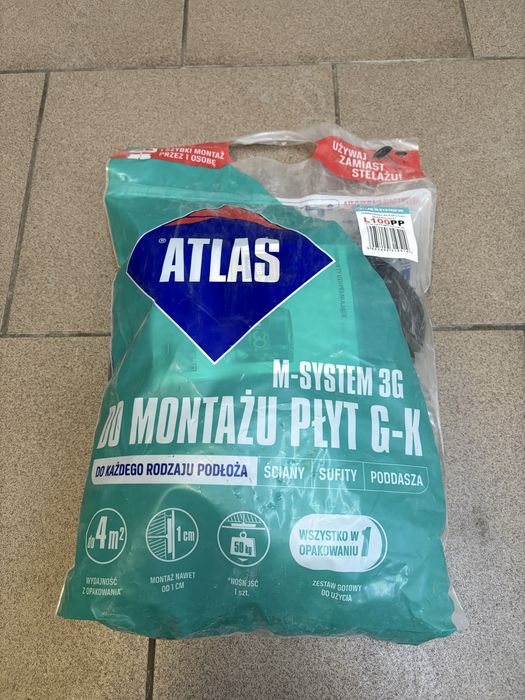 SZYBKI MONTAŻ
PRZEZ 1 OSOBĘ
UŻYWAJ
ZAMIAST
STELAŻU!
L100PP
® ATLAS
M-SYSTEM 3G
DO MONTAŻU PŁYT G-K
DO KAŻDEGO RODZAJU PODŁOŻA
ŚCIANY
SUFITY
PODDASZA
do 4 m²
1 cm
50 kg
WSZYSTKO W 1
OPAKOWANIU
WYDAJNOŚĆ
Z OPAKOWANIA*
MONTAŻ NAWET
OD 1 CM
*NOŚNOŚĆ
1 szt.
ZESTAW GOTOWY
DO UŻYCIA